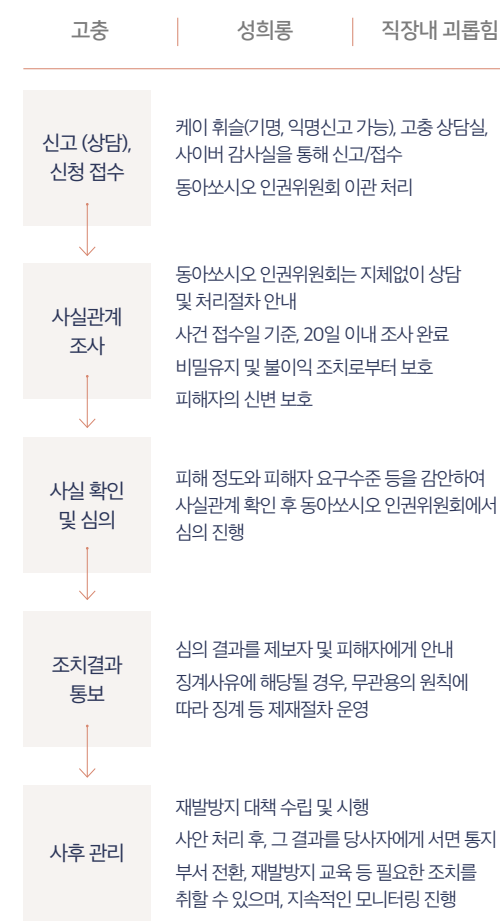 고충
성희롱
직장내 괴롭힘
신고 (상담),
신청 접수
케이 휘슬(기명, 익명신고 가능), 고충 상담실,
사이버 감사실을 통해 신고/접수
동아쏘시오 인권위원회 이관 처리
사실관계
조사
동아쏘시오 인권위원회는 지체없이 상담
및 처리절차 안내
사건 접수일 기준, 20일 이내 조사 완료
비밀유지 및 불이익 조치로부터 보호
피해자의 신변 보호
사실 확인
및 심의
피해 정도와 피해자 요구수준 등을 감안하여
사실관계 확인 후 동아쏘시오 인권위원회에서
심의 진행
조치결과
통보
심의 결과를 제보자 및 피해자에게 안내
징계사유에 해당될 경우, 무관용의 원칙에
따라 징계 등 제재절차 운영
사후 관리
재발방지 대책 수립 및 시행
사안 처리 후, 그 결과를 당사자에게 서면 통지
부서 전환, 재발방지 교육 등 필요한 조치를
취할 수 있으며, 지속적인 모니터링 진행